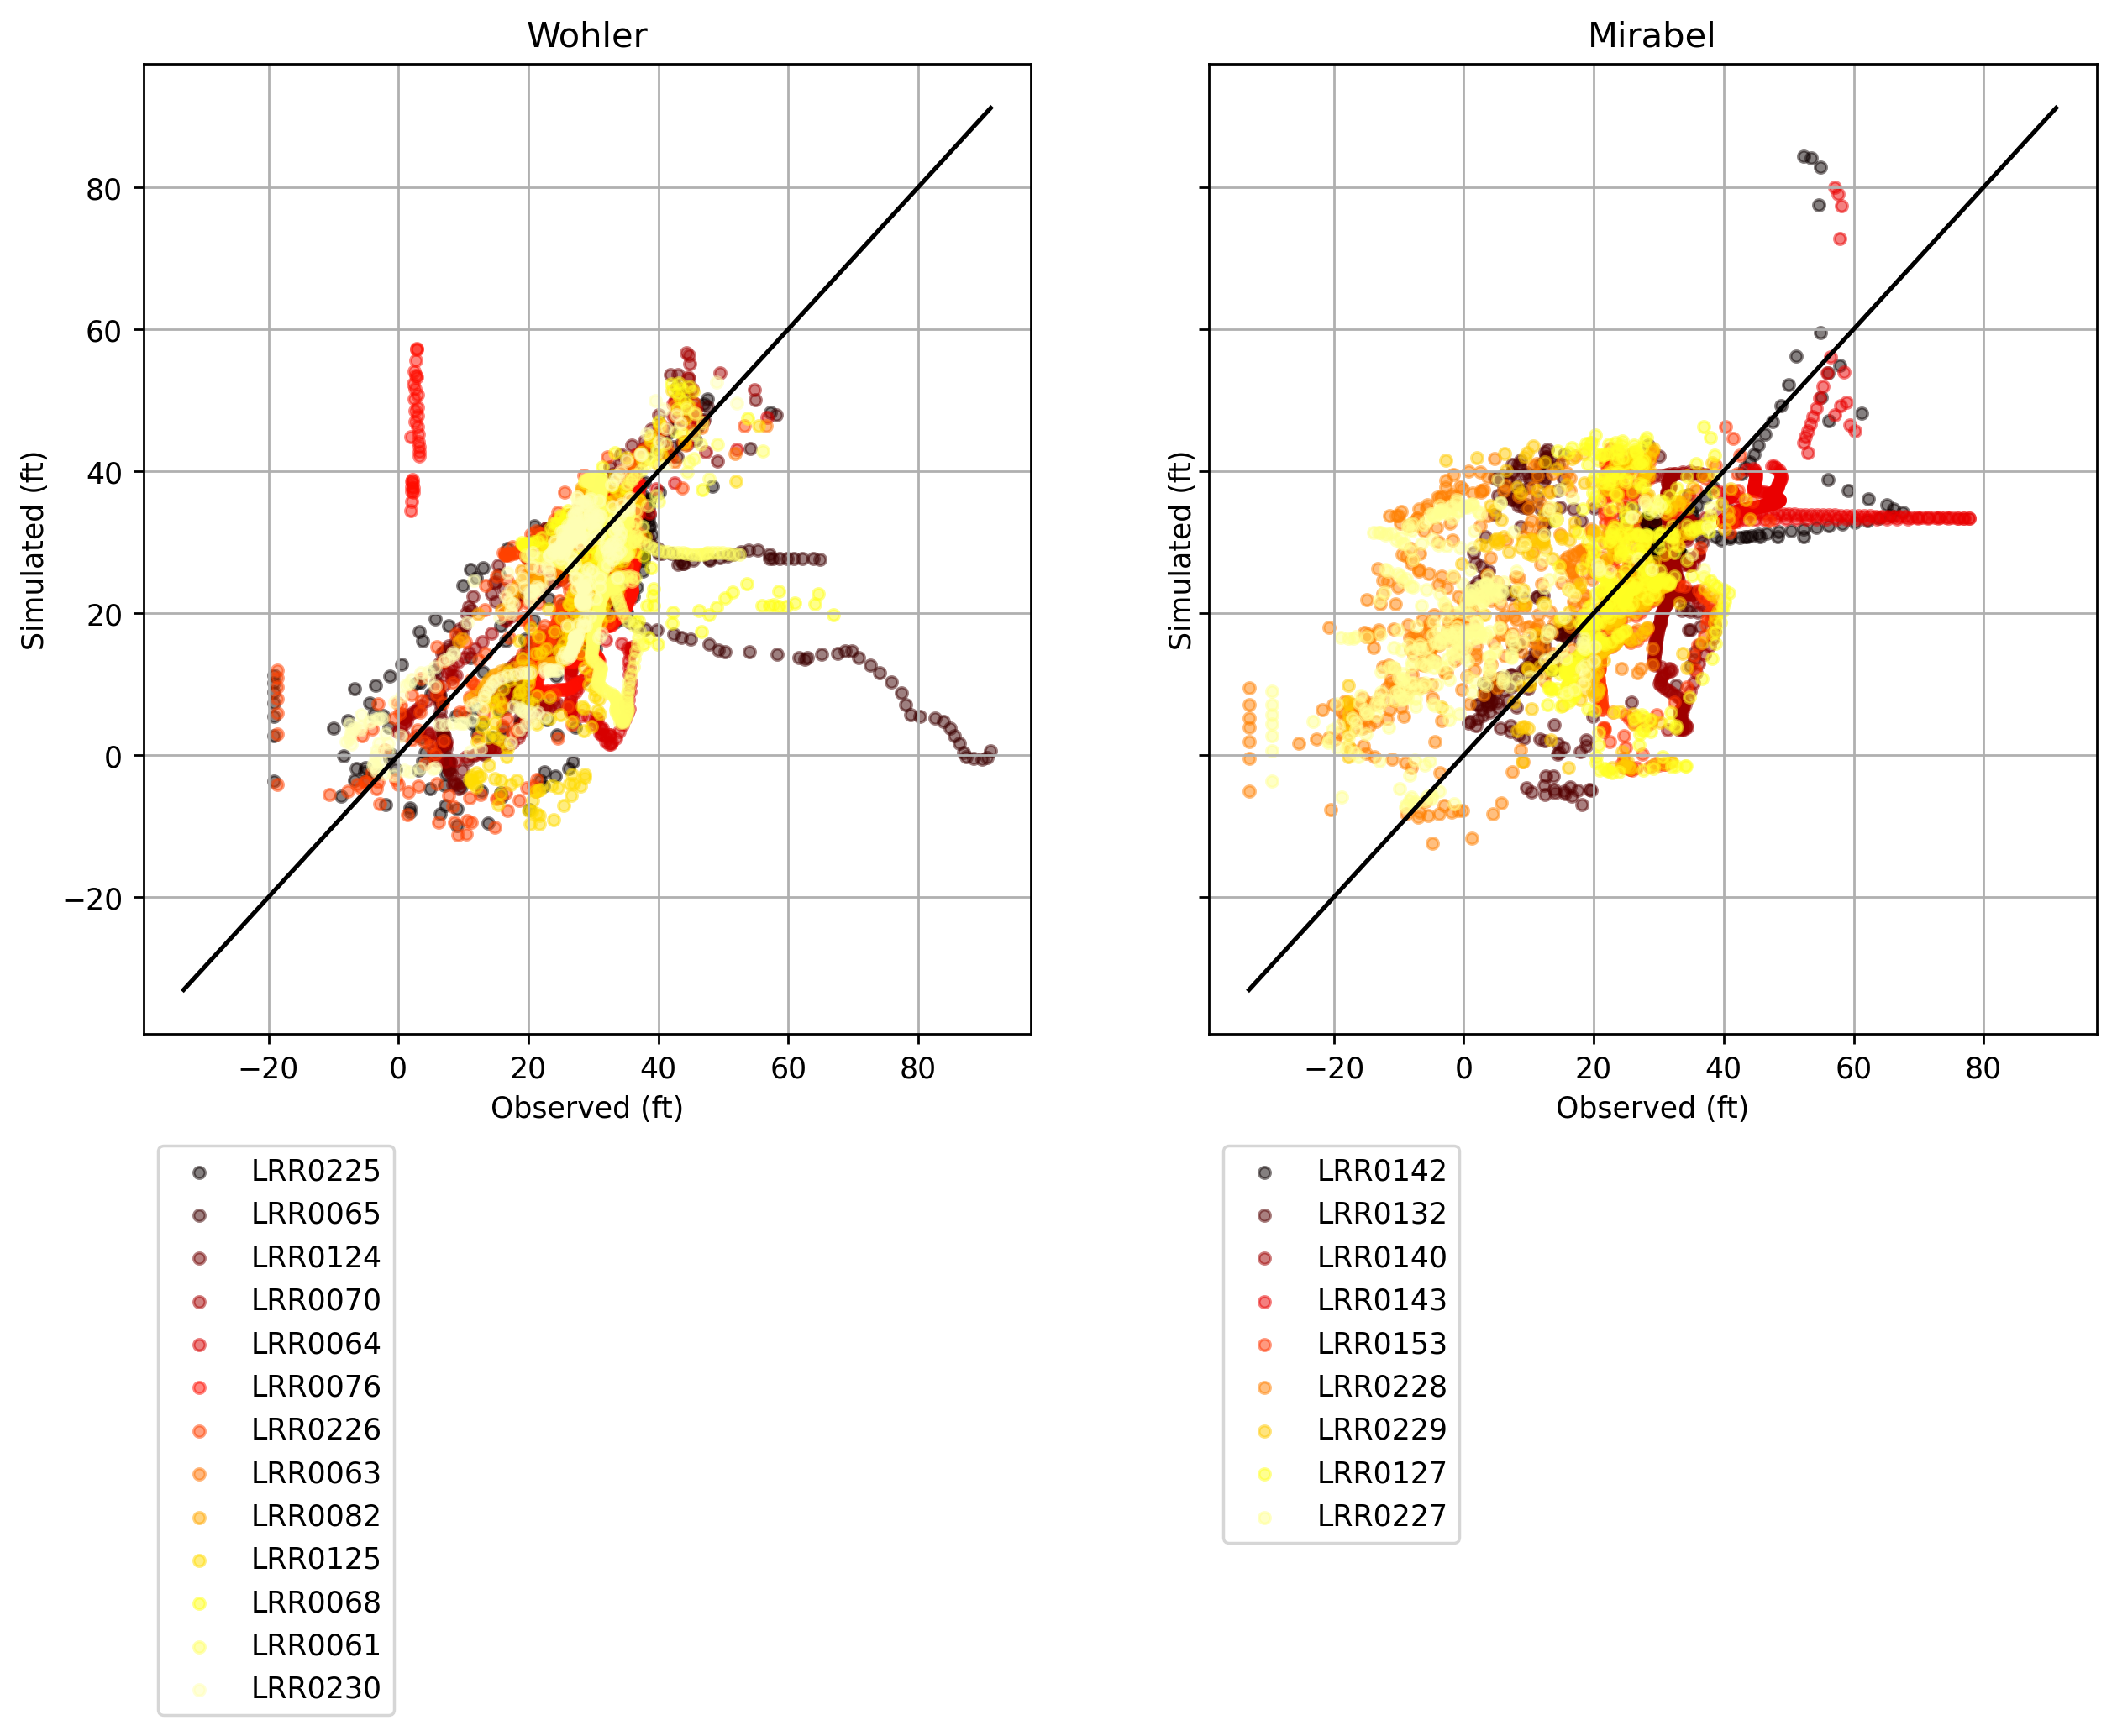 Wohler
Simulated (ft)
80
60
40
20
0
−20
−20 0 20 40 60 80
Observed (ft)
LRR0225
LRR0065
LRR0124
LRR0070
LRR0064
LRR0076
LRR0226
LRR0063
LRR0082
LRR0125
LRR0068
LRR0061
LRR0230
Mirabel
Simulated (ft)
−20 0 20 40 60 80
Observed (ft)
LRR0142
LRR0132
LRR0140
LRR0143
LRR0153
LRR0228
LRR0229
LRR0127
LRR0227